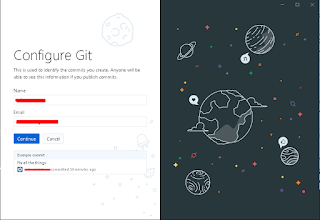 Configure Git
This is used to identify the commits you create. Anyone will be
able to see this information if you publish commits.
Name
Email
Continue
Cancel
Example commit
Fix all the things
committed 30 minutes ago